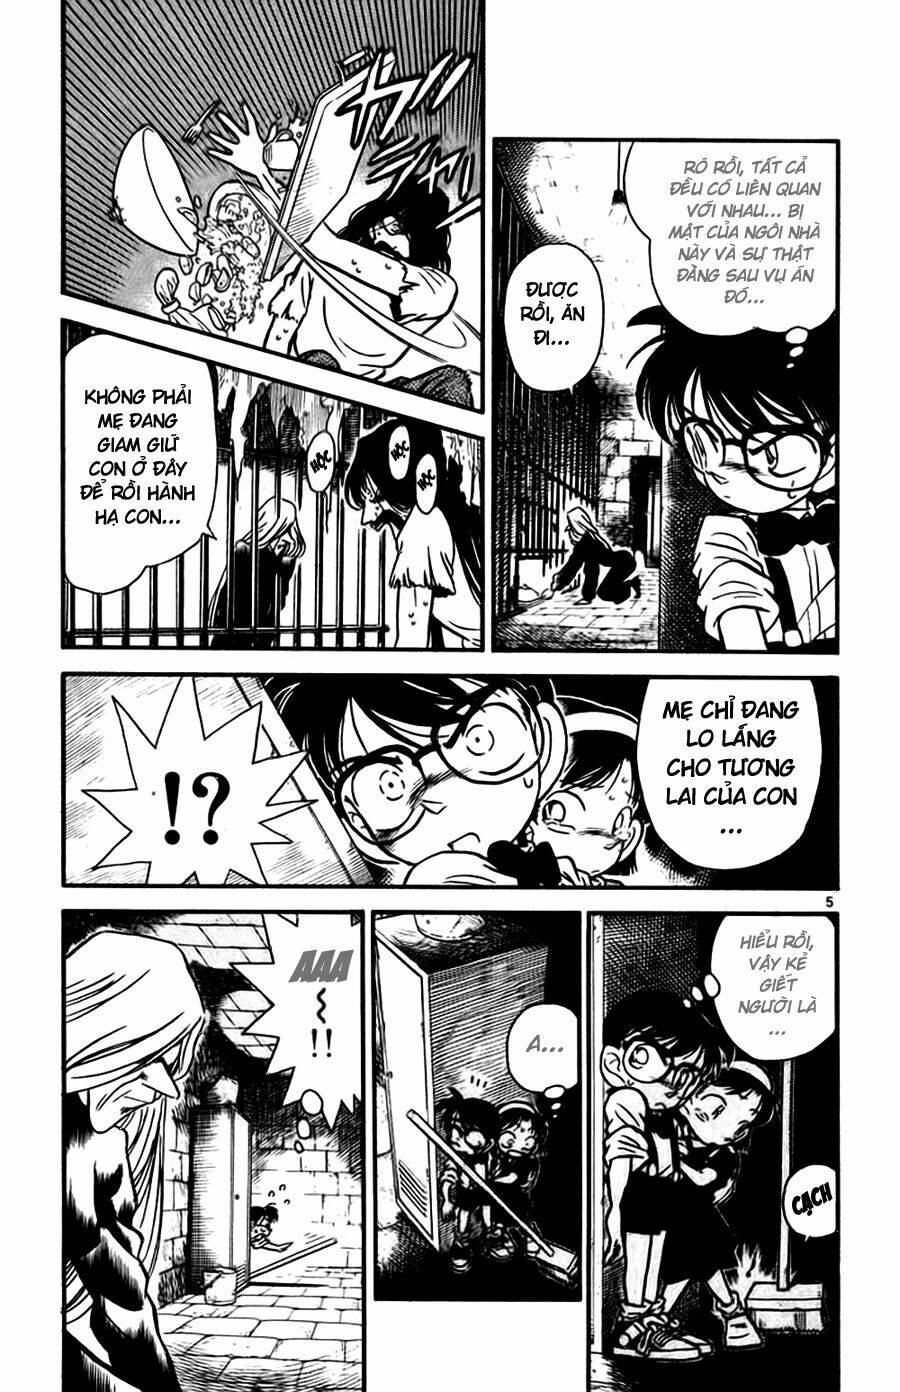 RÕ RỒI, TẤT CẢ
ĐỀU CÓ LIÊN QUAN
VỚI NHAU... BỊ
MẬT CỦA NGÔI NHÀ
NÀY VÀ SỰ THẬT
ĐẰNG SAU VỤ ÁN
ĐÓ...
ĐƯỢC
RỒI, ĂN
ĐI...
KHÔNG PHẢI
MẸ ĐANG
GIAM GIỮ
CON Ở ĐÂY
ĐỂ RỒI HÀNH
HẠ CON...
HỘC
HỘC
HỘC
MẸ CHỈ ĐANG
LO LẮNG
CHO TƯƠNG
LAI CỦA CON
...
!?
5
HIỂU RỒI,
VẬY KẺ
GIẾT
NGƯỜI LÀ
...
CẠCH
A...
AAA
~
!!